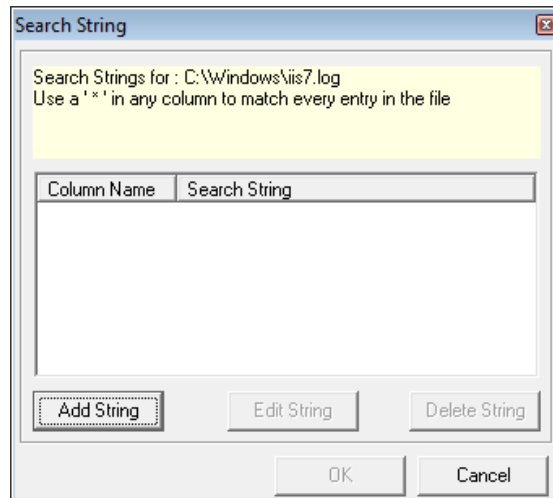 Search String
Search Strings for : C:\Windows\iis7.log
Use a ' * ' in any column to match every entry in the file
Column Name Search String
Add String Edit String Delete String
OK Cancel